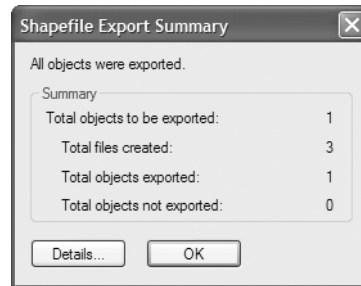 Shapefile Export Summary
All objects were exported.
Summary
Total objects to be exported: 1
Total files created: 3
Total objects exported: 1
Total objects not exported: 0
Details... OK